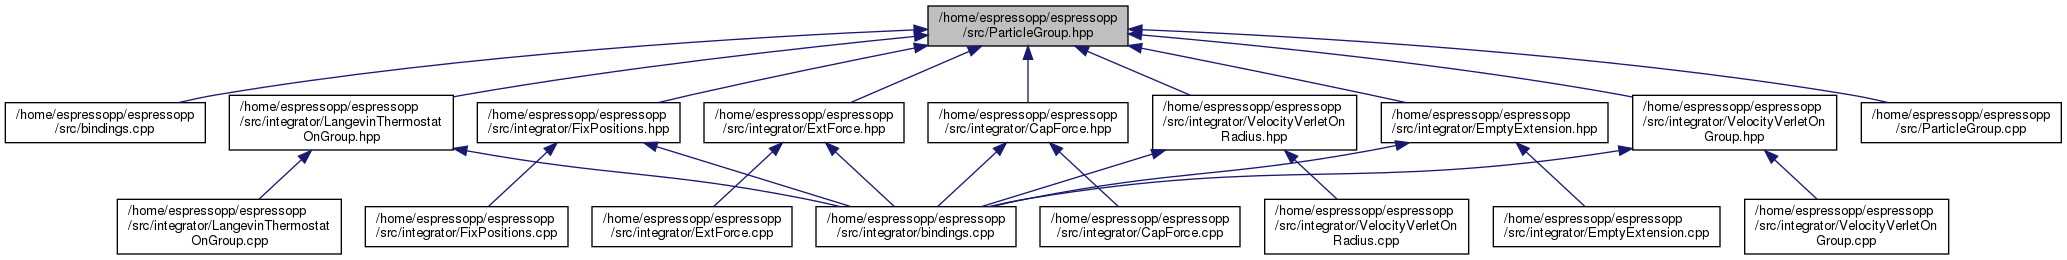 /home/espressopp/espressopp
/src/ParticleGroup.hpp
/home/espressopp/espressopp
/src/bindings.cpp
/home/espressopp/espressopp
/src/integrator/LangevinThermostat
OnGroup.hpp
/home/espressopp/espressopp
/src/integrator/FixPositions.hpp
/home/espressopp/espressopp
/src/integrator/ExtForce.hpp
/home/espressopp/espressopp
/src/integrator/CapForce.hpp
/home/espressopp/espressopp
/src/integrator/VelocityVerletOn
Radius.hpp
/home/espressopp/espressopp
/src/integrator/EmptyExtension.hpp
/home/espressopp/espressopp
/src/integrator/VelocityVerletOn
Group.hpp
/home/espressopp/espressopp
/src/ParticleGroup.cpp
/home/espressopp/espressopp
/src/integrator/LangevinThermostat
OnGroup.cpp
/home/espressopp/espressopp
/src/integrator/FixPositions.cpp
/home/espressopp/espressopp
/src/integrator/ExtForce.cpp
/home/espressopp/espressopp
/src/integrator/bindings.cpp
/home/espressopp/espressopp
/src/integrator/CapForce.cpp
/home/espressopp/espressopp
/src/integrator/VelocityVerletOn
Radius.cpp
/home/espressopp/espressopp
/src/integrator/EmptyExtension.cpp
/home/espressopp/espressopp
/src/integrator/VelocityVerletOn
Group.cpp